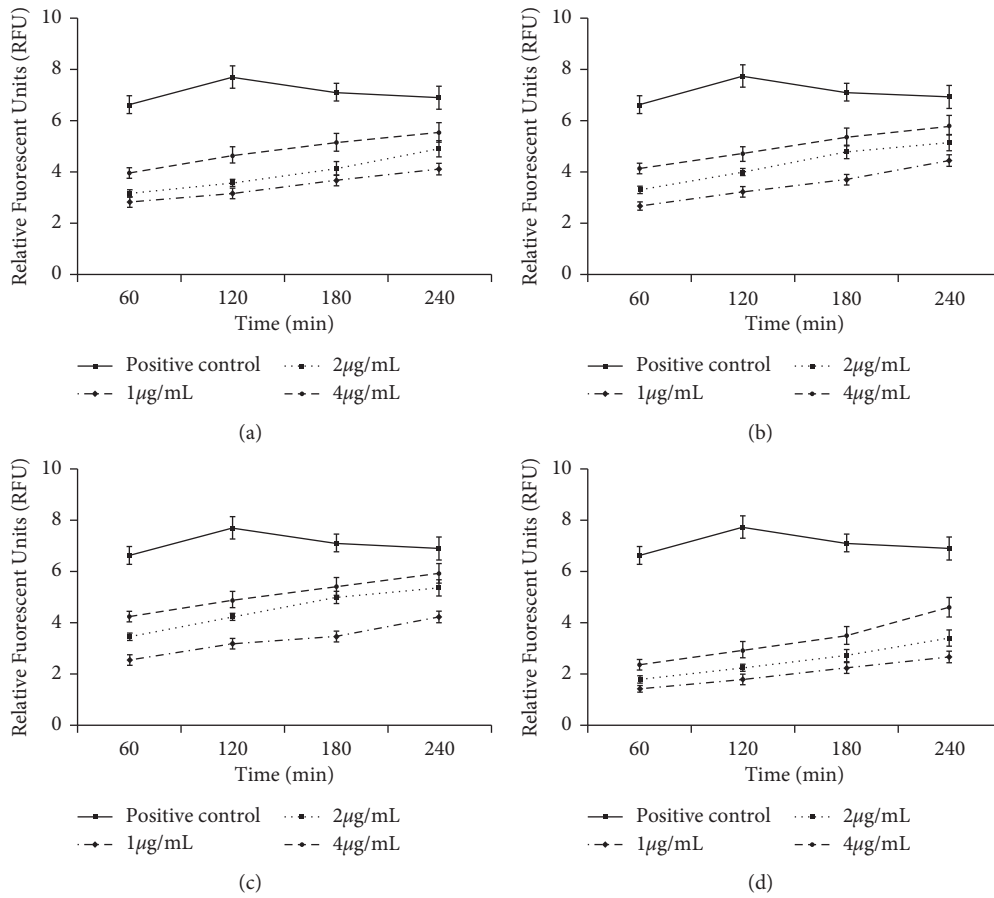 Relative Fluorescent Units (RFU)
10
8
6
4
2
0
60 120 180 240
Time (min)
Positive control 2μg/mL
1μg/mL 4μg/mL
(a)
Relative Fluorescent Units (RFU)
10
8
6
4
2
0
60 120 180 240
Time (min)
Positive control 2μg/mL
1μg/mL 4μg/mL
(b)
Relative Fluorescent Units (RFU)
10
8
6
4
2
0
60 120 180 240
Time (min)
Positive control 2μg/mL
1μg/mL 4μg/mL
(c)
Relative Fluorescent Units (RFU)
10
8
6
4
2
0
60 120 180 240
Time (min)
Positive control 2μg/mL
1μg/mL 4μg/mL
(d)